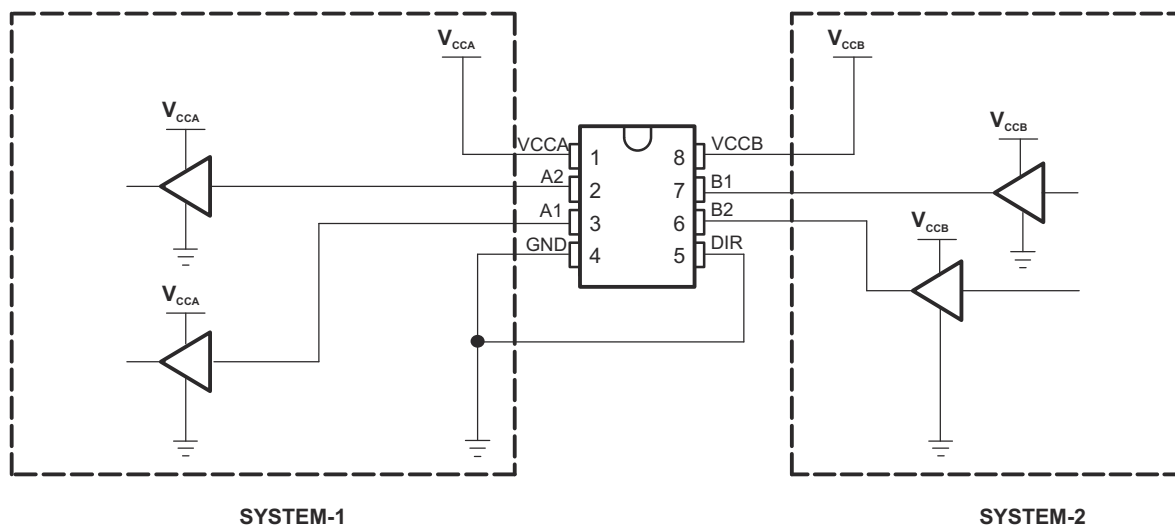 VCCA
VCCB
VCCA
VCCB
VCCA 1 8 VCCB
A2 2 7 B1
A1 3 6 B2
GND 4 5 DIR
VCCB
VCCA
SYSTEM-1 SYSTEM-2